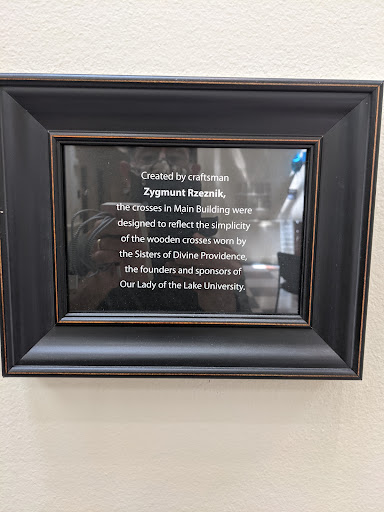 Created by craftsman
Zygmunt Rzeznik,
the crosses in Main Building were
designed to reflect the simplicity
of the wooden crosses worn by
the Sisters of Divine Providence,
the founders and sponsors of
Our Lady of the Lake University.